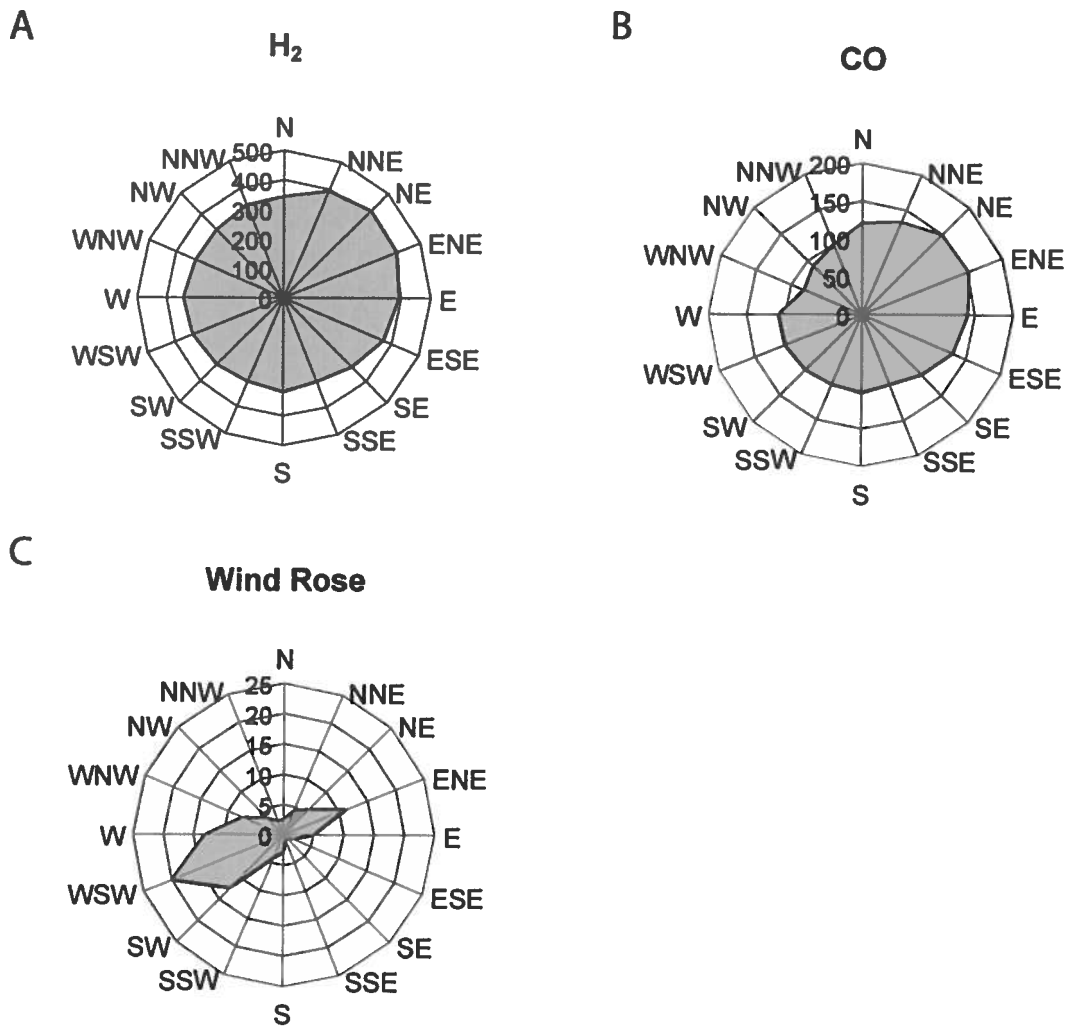 A
H₂
N
NNE
NE
ENE
E
ESE
SE
SSE
S
SSW
SW
WSW
W
WNW
NW
NNW
500
400
300
200
100
0
B
CO
N
NNE
NE
ENE
E
ESE
SE
SSE
S
SSW
SW
WSW
W
WNW
NW
NNW
200
150
100
50
0
C
Wind Rose
N
NNE
NE
ENE
E
ESE
SE
SSE
S
SSW
SW
WSW
W
WNW
NW
NNW
25
20
15
10
5
0